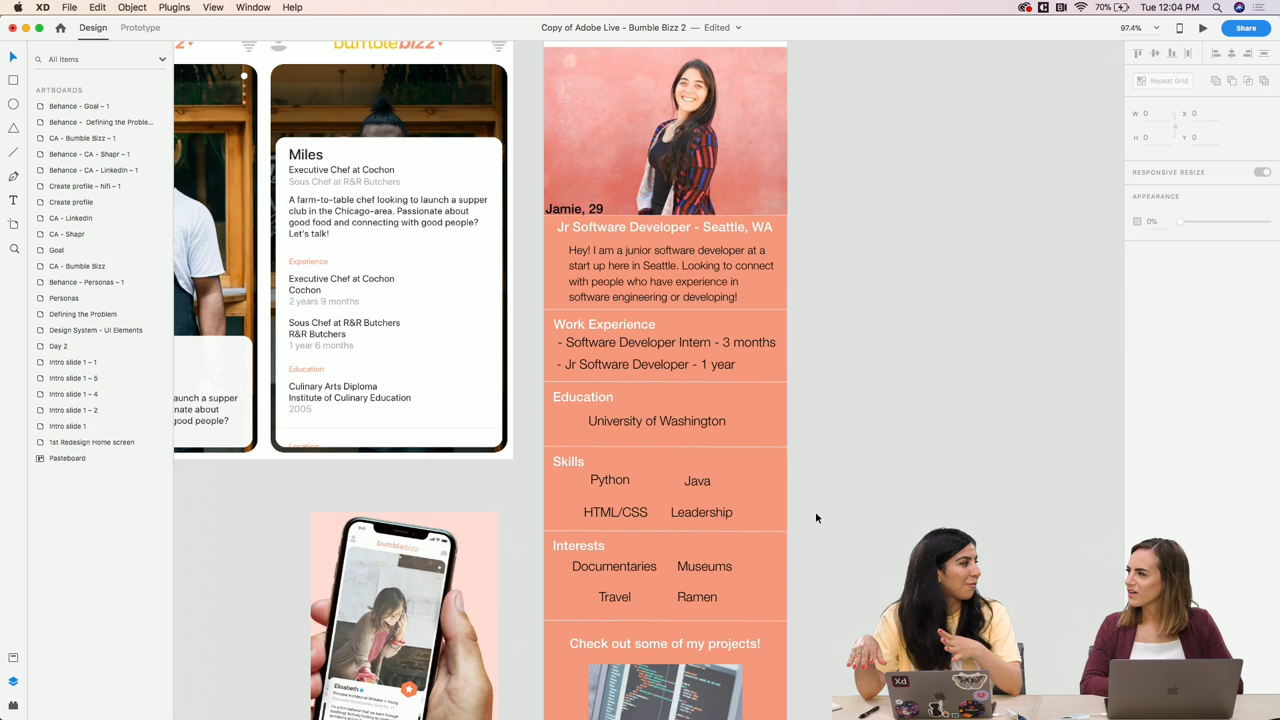 XD File Edit Object Plugins View Window Help
70% Tue 12:04 PM
Design Prototype
Copy of Adobe Live - Bumble Bizz 2 — Edited
97.4%
Share
All Items
ARTBOARDS
Behance - Goal – 1
Behance - Defining the Proble...
CA - Bumble Bizz – 1
Behance - CA - Shapr – 1
Behance - CA - LinkedIn – 1
Create profile – hifi – 1
Create profile
CA - LinkedIn
CA - Shapr
Goal
CA - Bumble Bizz
Behance - Personas – 1
Personas
Defining the Problem
Design System - UI Elements
Day 2
Intro slide 1 – 1
Intro slide 1 – 5
Intro slide 1 – 4
Intro slide 1 – 2
Intro slide 1
1st Redesign Home screen
Pasteboard
bumblebizz
aunch a supper
nate about
good people?
Miles
Executive Chef at Cochon
Sous Chef at R&R Butchers
A farm-to-table chef looking to launch a supper
club in the Chicago-area. Passionate about
good food and connecting with good people?
Let's talk!
Experience
Executive Chef at Cochon
Cochon
2 years 9 months
Sous Chef at R&R Butchers
R&R Butchers
1 year 6 months
Education
Culinary Arts Diploma
Institute of Culinary Education
2005
Location
bumblebizz
Elisabeth
Jamie, 29
Jr Software Developer - Seattle, WA
Hey! I am a junior software developer at a
start up here in Seattle. Looking to connect
with people who have experience in
software engineering or developing!
Work Experience
- Software Developer Intern - 3 months
- Jr Software Developer - 1 year
Education
University of Washington
Skills
Python Java
HTML/CSS Leadership
Interests
Documentaries Museums
Travel Ramen
Check out some of my projects!
Repeat Grid
W 0 X 0
H 0 Y 0
RESPONSIVE RESIZE
APPEARANCE
0%
Xd